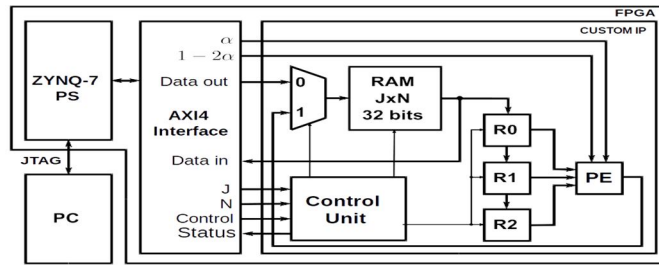 FPGA
CUSTOM IP
α
1 − 2α
ZYNQ-7
PS
Data out
0
1
RAM
JxN
32 bits
AXI4
Interface
R0
JTAG
Data in
R1
PE
PC
J
N
Control
Status
Control
Unit
R2